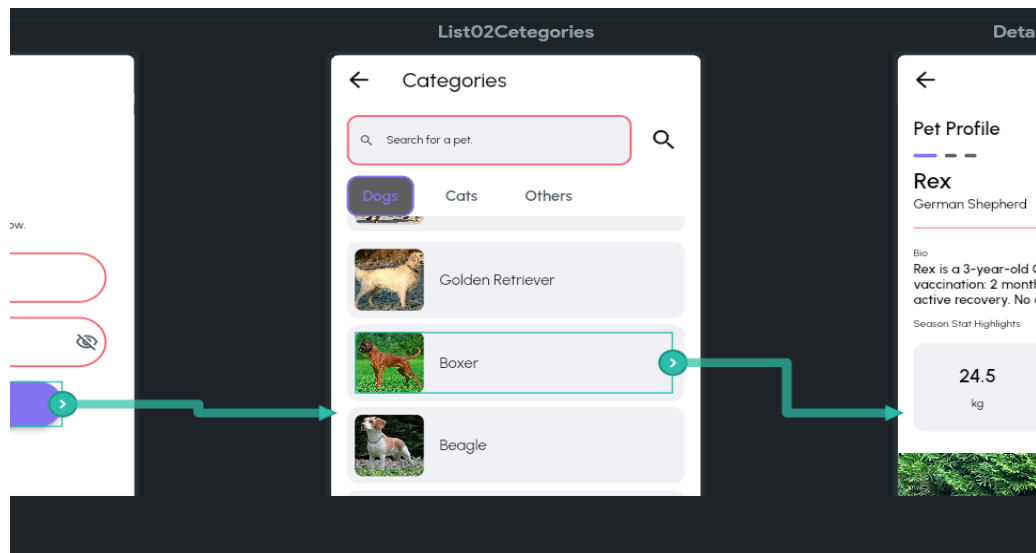 List02Cetegories
Deta
Categories
Search for a pet.
Dogs
Cats
Others
Golden Retriever
Boxer
Beagle
ow.
Pet Profile
Rex
German Shepherd
Bio
Rex is a 3-year-old
vaccination: 2 mont
active recovery. No
Season Stat Highlights
24.5
kg